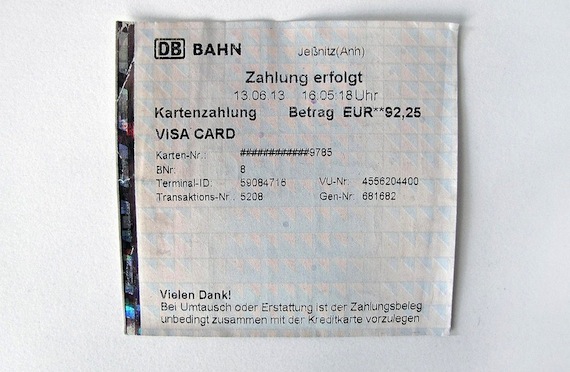 DB BAHN Jeßnitz(Anh)
Zahlung erfolgt
13.06.13 16:05:18 Uhr
Kartenzahlung Betrag EUR**92,25
VISA CARD
Karten-Nr.: ############9785
BNr: 8
Terminal-ID: 59084716 VU-Nr: 4556204400
Transaktions-Nr.: 5208 Gen-Nr: 681682
Vielen Dank!
Bei Umtausch oder Erstattung ist der Zahlungsbeleg
unbedingt zusammen mit der Kreditkarte vorzulegen